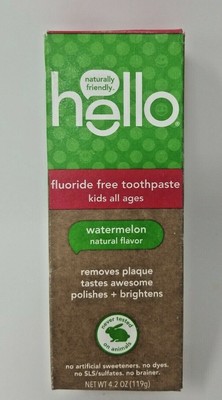 naturally
friendly.
hello
fluoride free toothpaste
kids all ages
watermelon
natural flavor
removes plaque
tastes awesome
polishes + brightens
never tested
on animals
no artificial sweeteners. no dyes.
no SLS/sulfates. no brainer.
NET WT 4.2 OZ (119g)